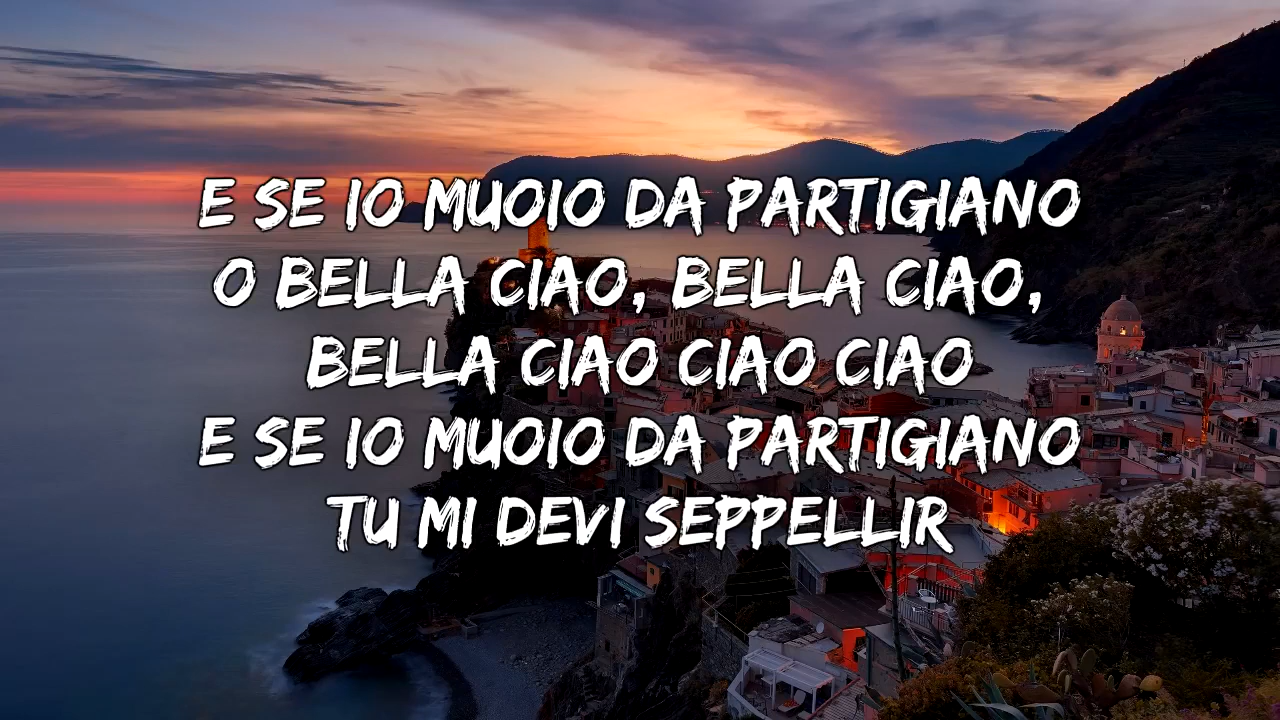 E SE IO MUOIO DA PARTIGIANO
O BELLA CIAO, BELLA CIAO,
BELLA CIAO CIAO CIAO
E SE IO MUOIO DA PARTIGIANO
TU MI DEVI SEPPELLIR